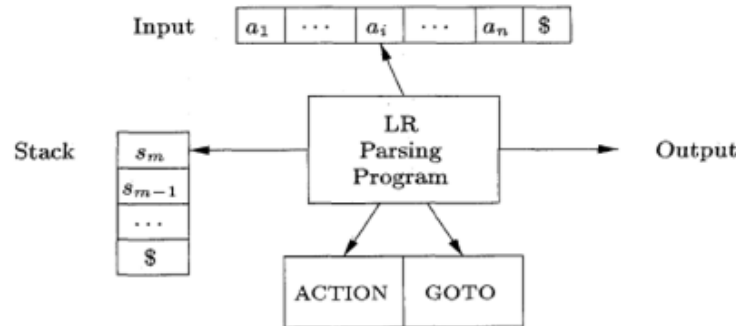 Input a₁ ··· aᵢ ··· aₙ $
LR
Parsing
Program
Stack
Output
sₘ
sₘ₋₁
...
$
ACTION GOTO